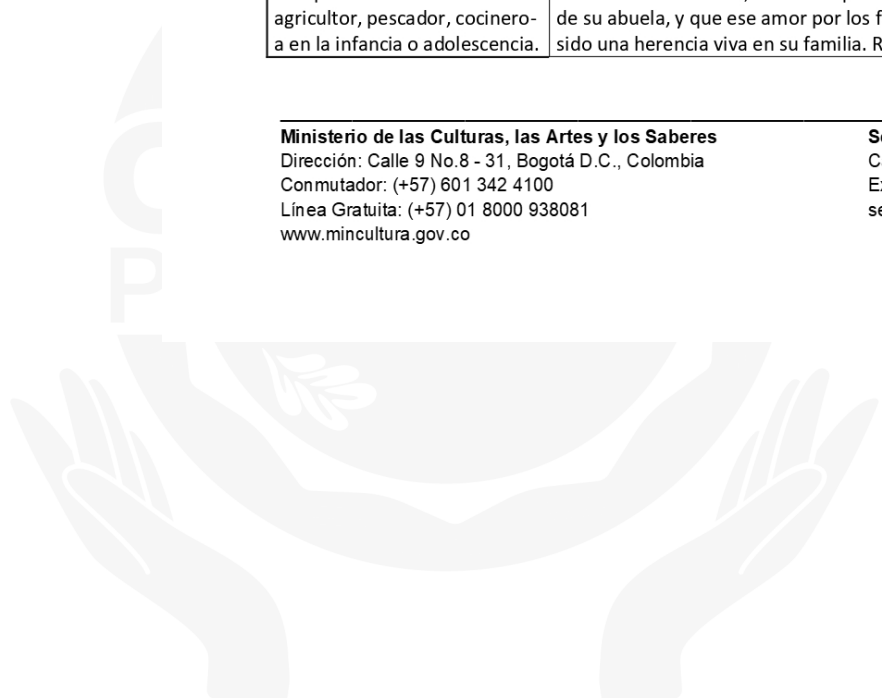 agricultor, pescador, cocinero-
a en la infancia o adolescencia.
de su abuela, y que ese amor por los
sido una herencia viva en su familia.
Ministerio de las Culturas, las Artes y los Saberes
Dirección: Calle 9 No.8 - 31, Bogotá D.C., Colombia
Conmutador: (+57) 601 342 4100
Línea Gratuita: (+57) 01 8000 938081
www.mincultura.gov.co